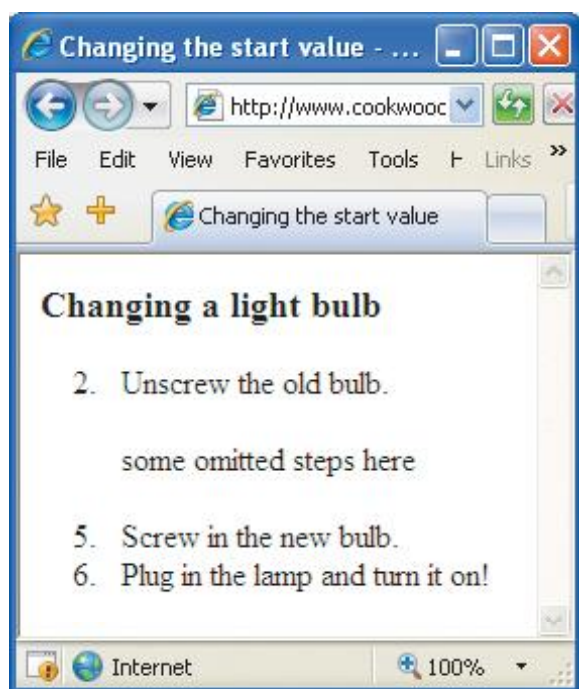 Changing the start value - ...
http://www.cookwooc
File Edit View Favorites Tools H Links »
Changing the start value
Changing a light bulb
2. Unscrew the old bulb.
some omitted steps here
5. Screw in the new bulb.
6. Plug in the lamp and turn it on!
Internet 100%